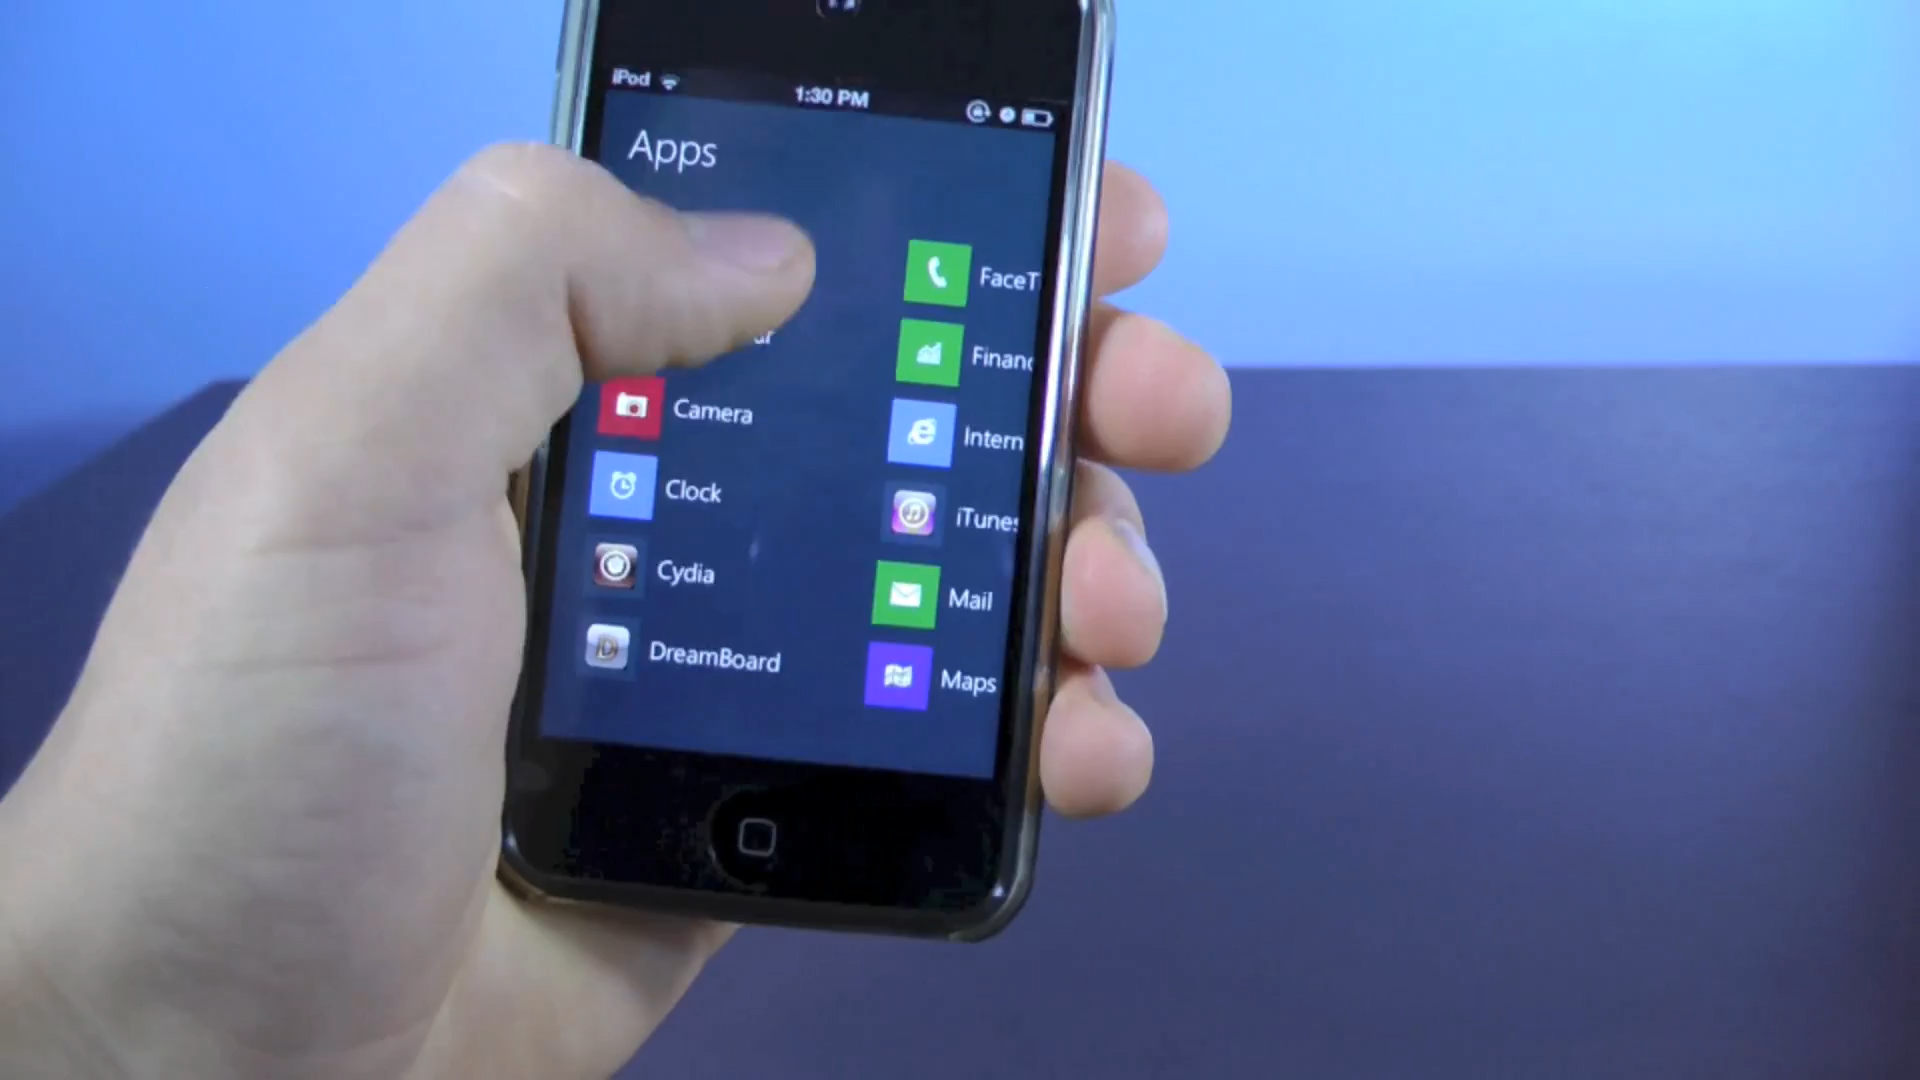 iPod
1:30 PM
Apps
Camera
Clock
Cydia
DreamBoard
FaceT
Financ
Intern
iTunes
Mail
Maps